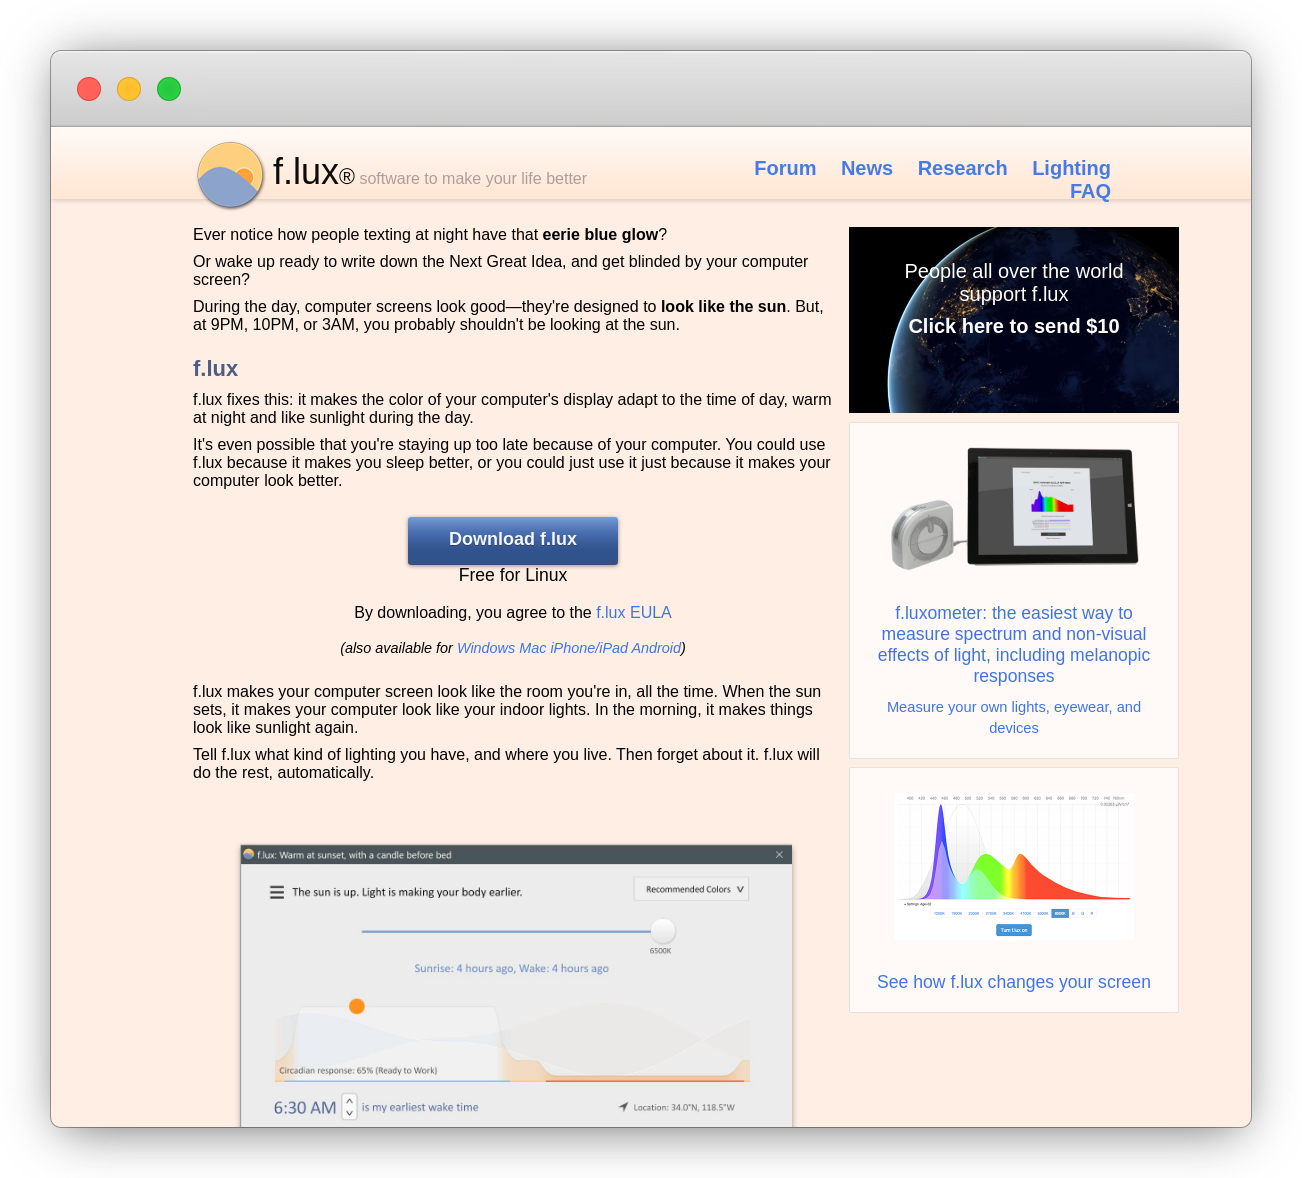 f.lux® software to make your life better
Forum News Research Lighting
FAQ
Ever notice how people texting at night have that eerie blue glow?
Or wake up ready to write down the Next Great Idea, and get blinded by your computer
screen?
During the day, computer screens look good—they're designed to look like the sun. But,
at 9PM, 10PM, or 3AM, you probably shouldn't be looking at the sun.
f.lux
f.lux fixes this: it makes the color of your computer's display adapt to the time of day, warm
at night and like sunlight during the day.
It's even possible that you're staying up too late because of your computer. You could use
f.lux because it makes you sleep better, or you could just use it just because it makes your
computer look better.
Download f.lux
Free for Linux
By downloading, you agree to the f.lux EULA
(also available for Windows Mac iPhone/iPad Android)
f.lux makes your computer screen look like the room you're in, all the time. When the sun
sets, it makes your computer look like your indoor lights. In the morning, it makes things
look like sunlight again.
Tell f.lux what kind of lighting you have, and where you live. Then forget about it. f.lux will
do the rest, automatically.
f.lux: Warm at sunset, with a candle before bed
The sun is up. Light is making your body earlier.
Recommended Colors
6500K
Sunrise: 4 hours ago, Wake: 4 hours ago
Circadian response: 65% (Ready to Work)
6:30 AM is my earliest wake time
Location: 34.0°N, 118.5°W
People all over the world
support f.lux
Click here to send $10
f.luxometer: the easiest way to
measure spectrum and non-visual
effects of light, including melanopic
responses
Measure your own lights, eyewear, and
devices
Turn f.lux on
See how f.lux changes your screen